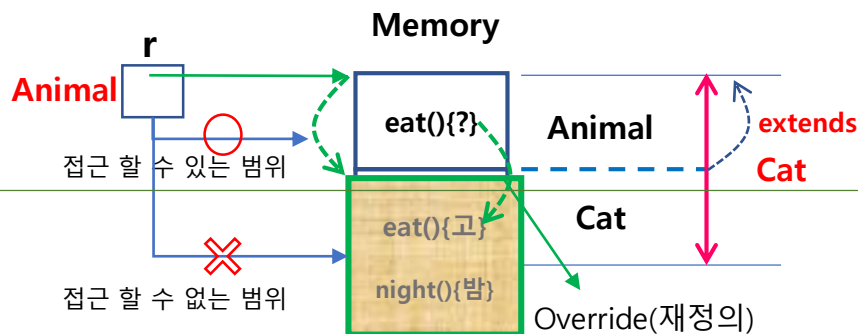 Memory
r
Animal
eat(){?}
Animal
extends
접근 할 수 있는 범위
Cat
Cat
eat(){고}
night(){밤}
접근 할 수 없는 범위
Override(재정의)